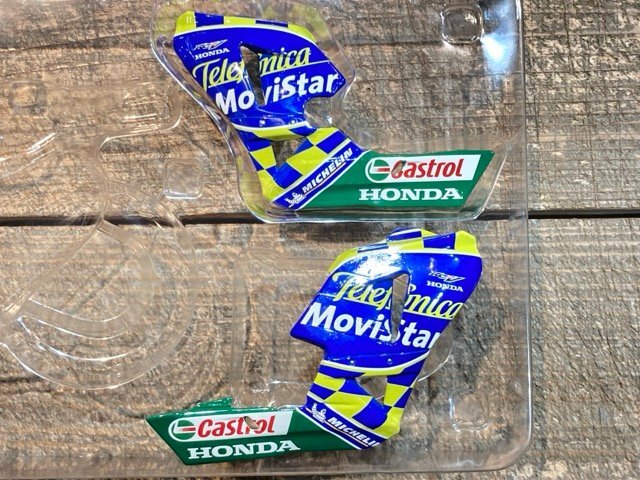 HONDA
Telefónica
MoviStar
MICHELIN
Castrol
HONDA
HONDA
Telefónica
MoviStar
MICHELIN
Castrol
HONDA